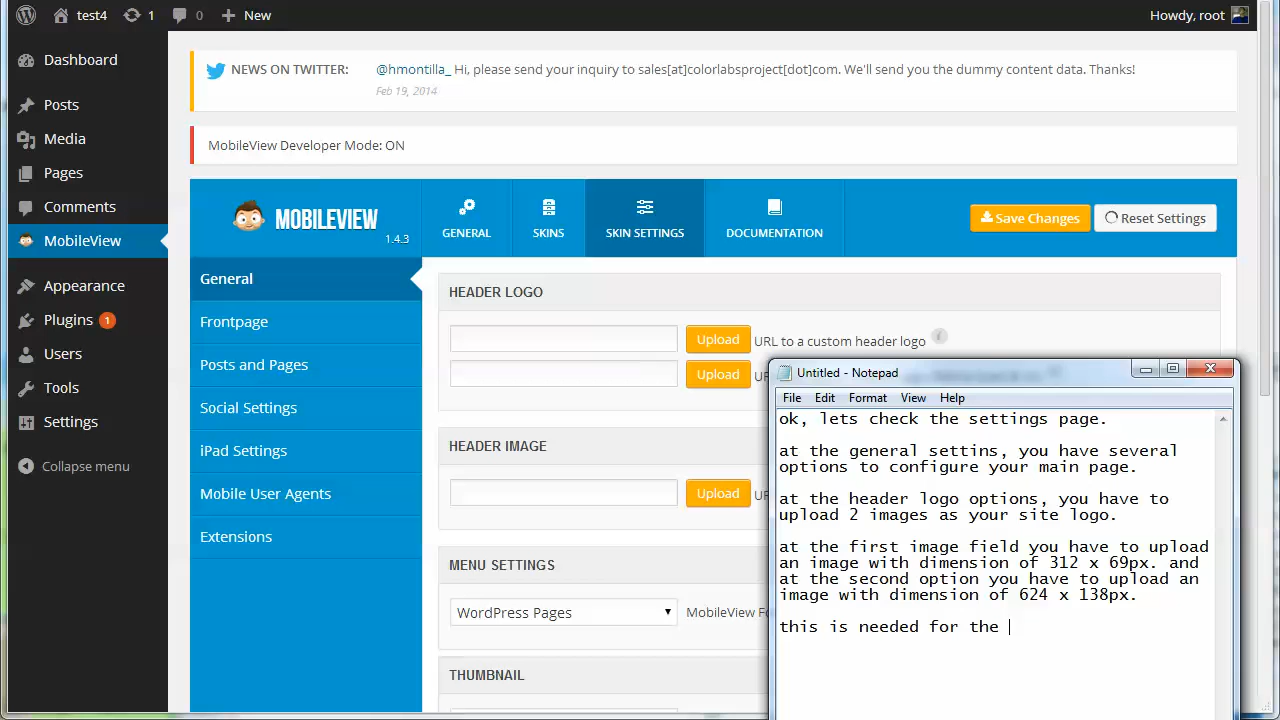 test4
1
0
New
Howdy, root
Dashboard
Posts
Media
Pages
Comments
MobileView
Appearance
Plugins 1
Users
Tools
Settings
Collapse menu
NEWS ON TWITTER:
@hmontilla_ Hi, please send your inquiry to sales[at]colorlabsproject[dot]com. We'll send you the dummy content data. Thanks!
Feb 19, 2014
MobileView Developer Mode: ON
MOBILEVIEW
1.4.3
GENERAL
SKINS
SKIN SETTINGS
DOCUMENTATION
Save Changes
Reset Settings
General
Frontpage
Posts and Pages
Social Settings
iPad Settings
Mobile User Agents
Extensions
HEADER LOGO
Upload URL to a custom header logo
Upload
HEADER IMAGE
Upload
MENU SETTINGS
WordPress Pages
MobileView
THUMBNAIL
Untitled - Notepad
File Edit Format View Help
ok, lets check the settings page.
at the general settins, you have several
options to configure your main page.
at the header logo options, you have to
upload 2 images as your site logo.
at the first image field you have to upload
an image with dimension of 312 x 69px. and
at the second option you have to upload an
image with dimension of 624 x 138px.
this is needed for the